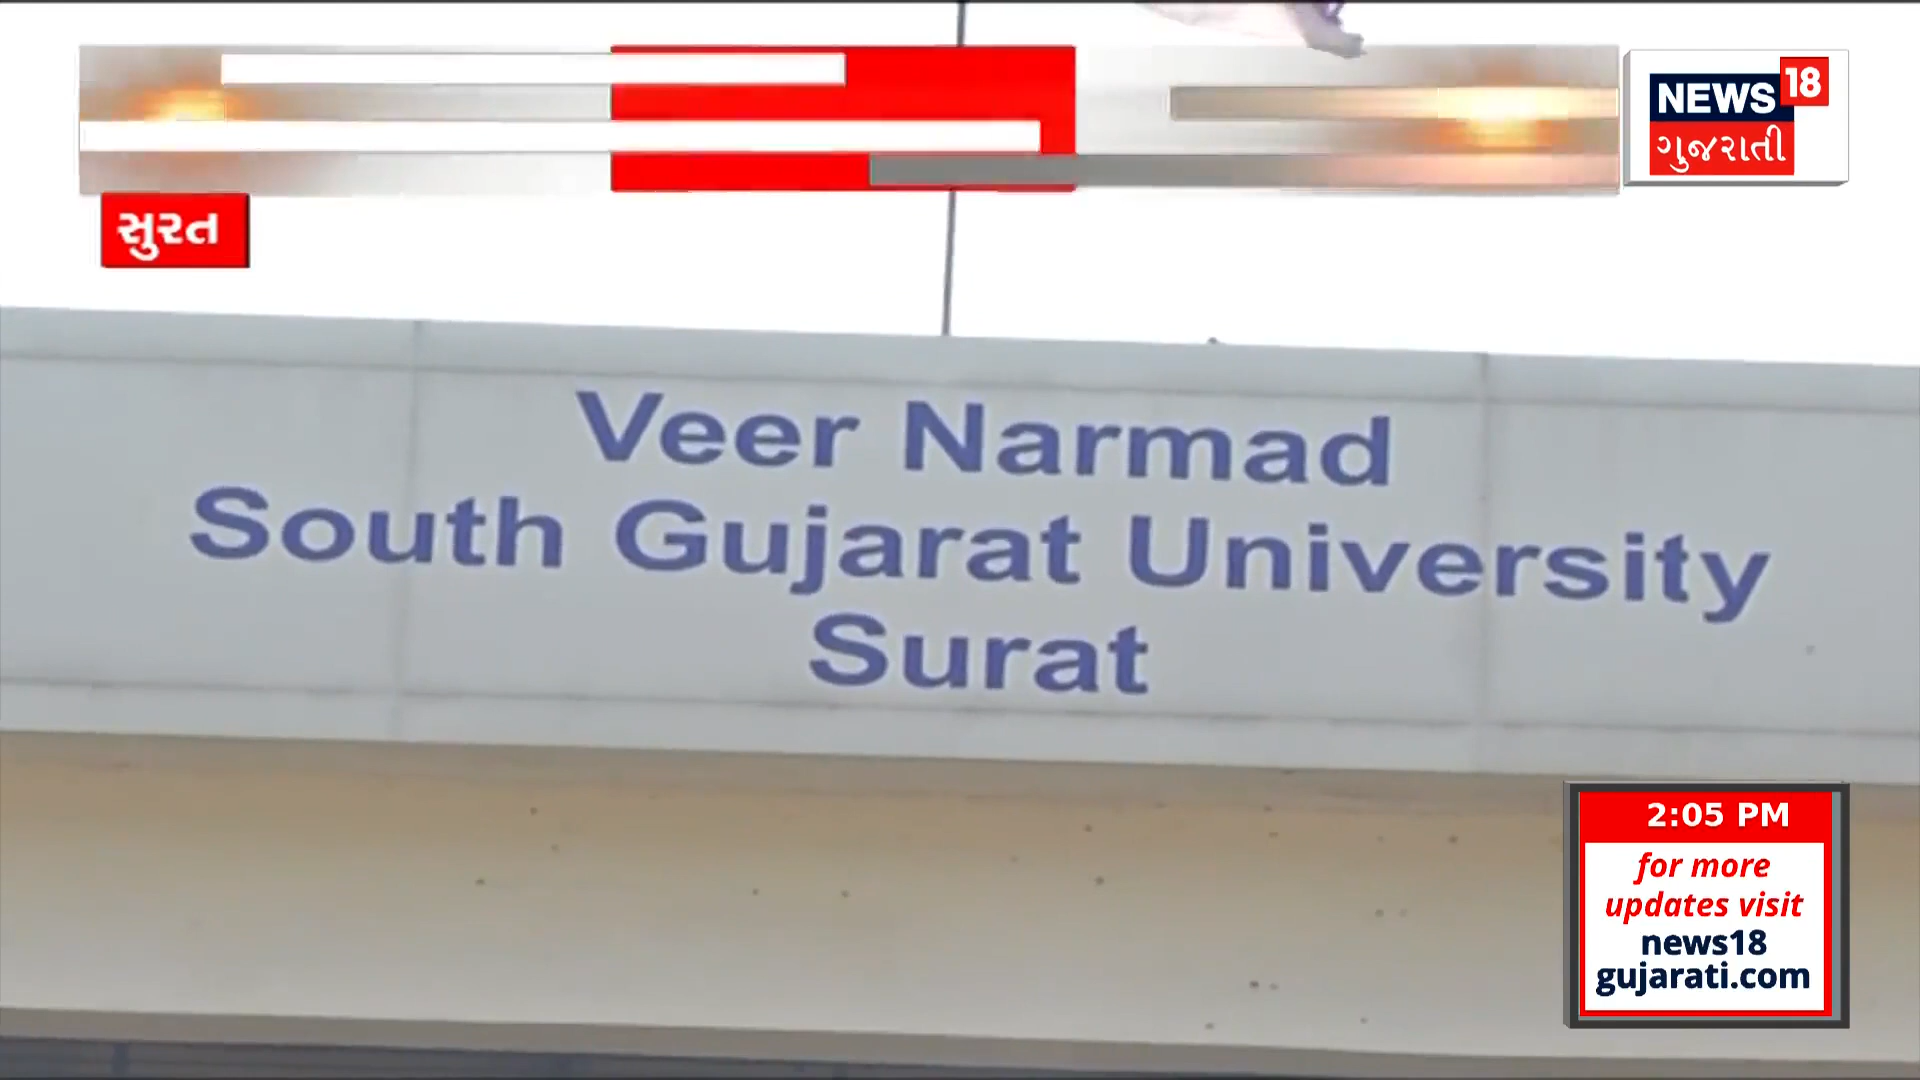 NEWS 18
ગુજરાતી
સુરત
Veer Narmad
South Gujarat University
Surat
2:05 PM
for more
updates visit
news18
gujarati.com